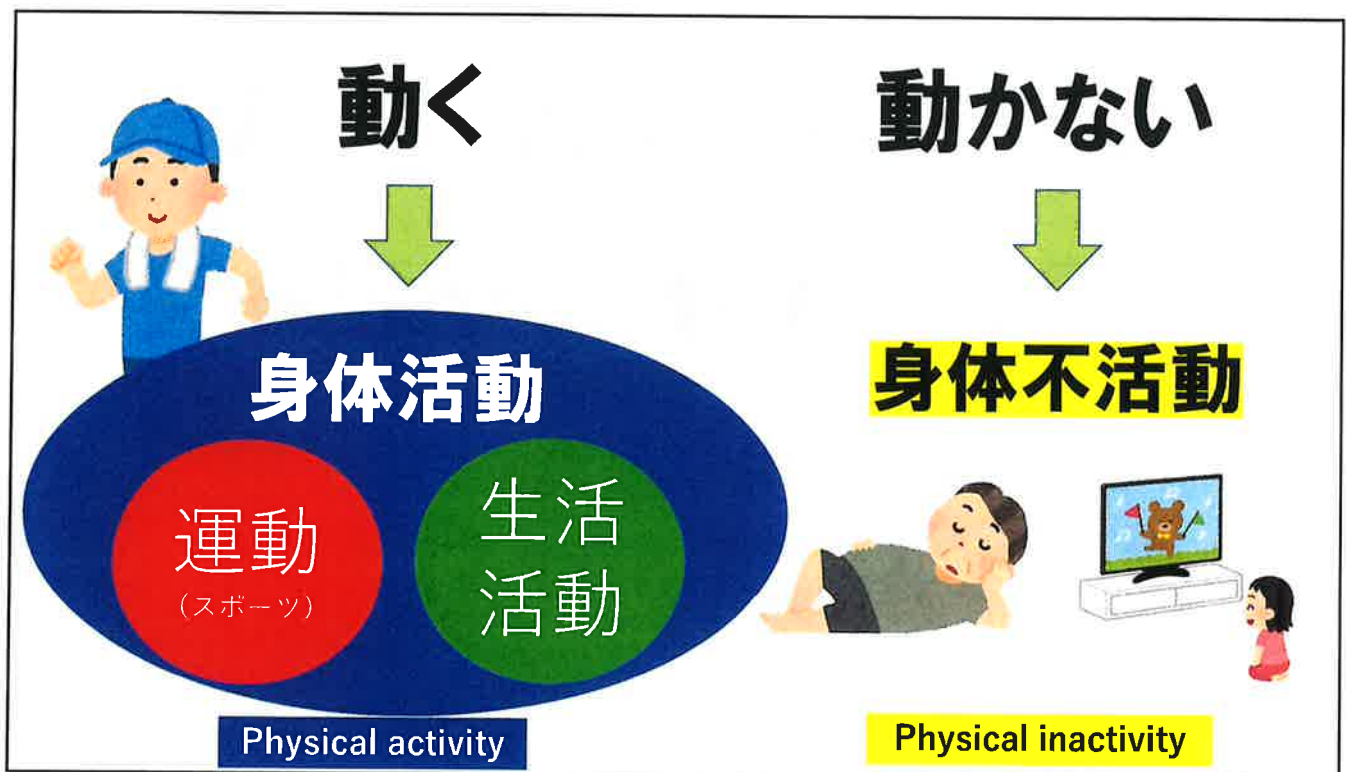 動く
身体活動
運動
(スポーツ)
生活
活動
Physical activity
動かない
身体不活動
Physical inactivity